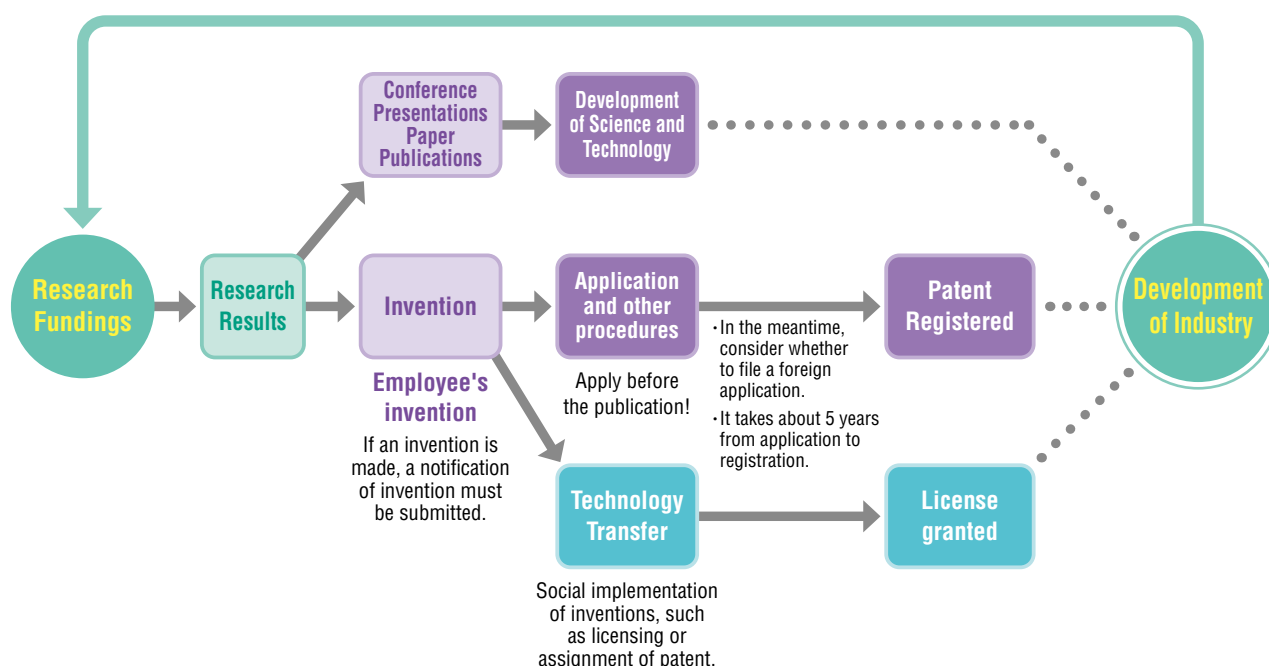 Conference
Presentations
Paper
Publications
Development
of Science and
Technology
Research
Fundings
Research
Results
Invention
Application
and other
procedures
Patent
Registered
Development
of Industry
Employee's
invention
If an invention is
made, a notification
of invention must
be submitted.
Apply before
the publication!
・In the meantime,
consider whether
to file a foreign
application.
・It takes about 5 years
from application to
registration.
Technology
Transfer
License
granted
Social implementation
of inventions, such
as licensing or
assignment of patent.